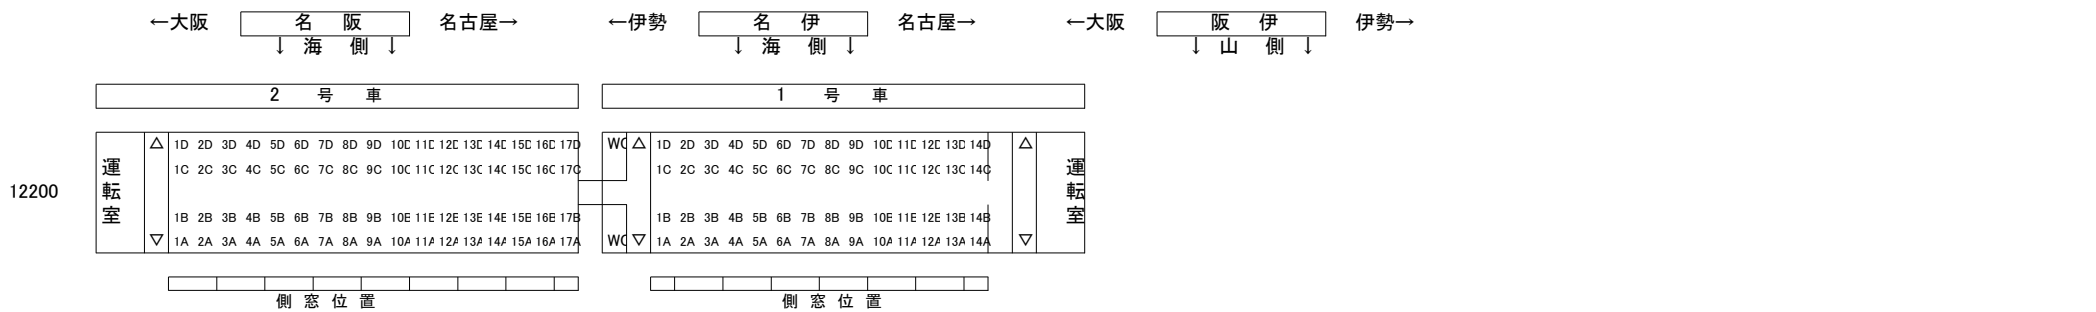 ←大阪 名 阪 名古屋→ ←伊勢 名 伊 名古屋→ ←大阪 阪 伊 伊勢→
↓ 海 側 ↓ ↓ 海 側 ↓ ↓ 山 側 ↓
2 号 車 1 号 車
△ 1D 2D 3D 4D 5D 6D 7D 8D 9D 10D 11D 12D 13D 14D 15D 16D 17D WC △ 1D 2D 3D 4D 5D 6D 7D 8D 9D 10D 11D 12D 13D 14D △
1C 2C 3C 4C 5C 6C 7C 8C 9C 10C 11C 12C 13C 14C 15C 16C 17C 1C 2C 3C 4C 5C 6C 7C 8C 9C 10C 11C 12C 13C 14C
12200 運転室 運転室
1B 2B 3B 4B 5B 6B 7B 8B 9B 10B 11B 12B 13B 14B 15B 16B 17B 1B 2B 3B 4B 5B 6B 7B 8B 9B 10B 11B 12B 13B 14B
▽ 1A 2A 3A 4A 5A 6A 7A 8A 9A 10A 11A 12A 13A 14A 15A 16A 17A WC ▽ 1A 2A 3A 4A 5A 6A 7A 8A 9A 10A 11A 12A 13A 14A ▽
側 窓 位 置 側 窓 位 置